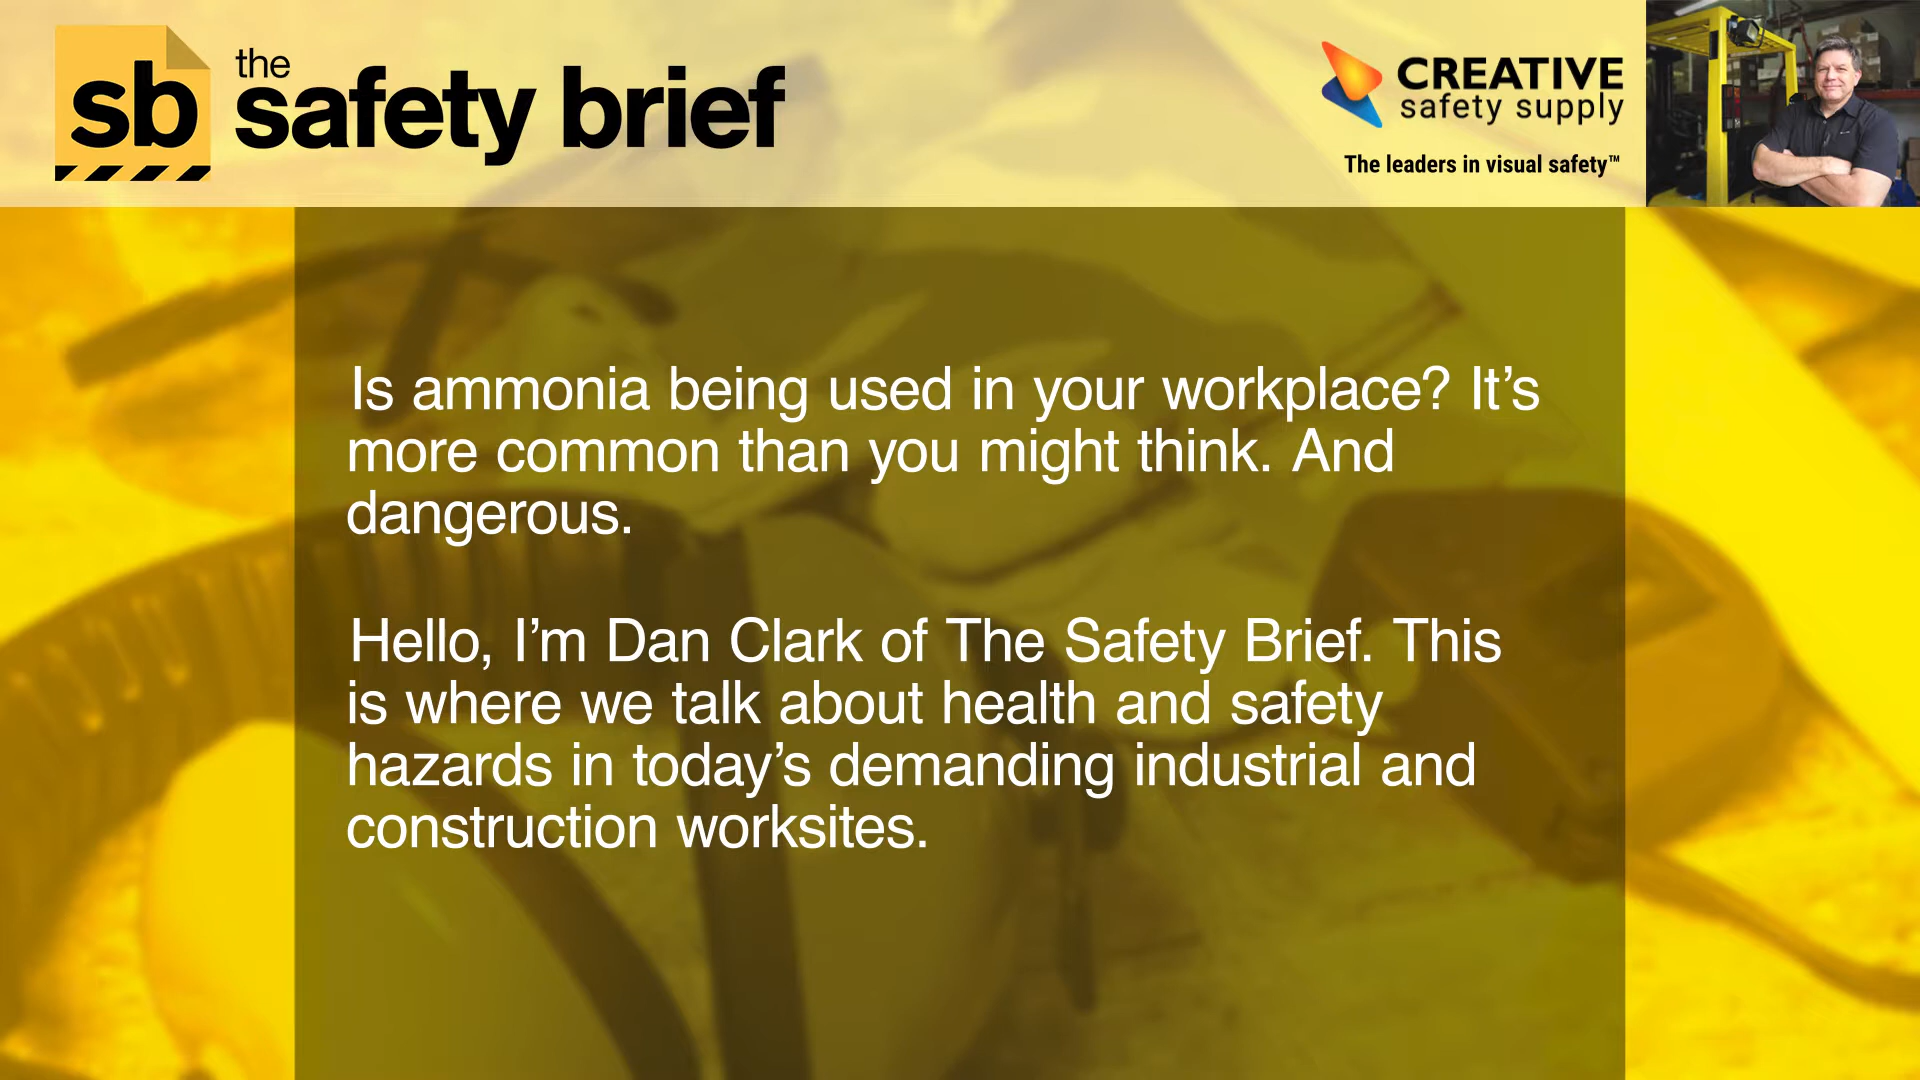 sb
the
safety brief
CREATIVE
safety supply
The leaders in visual safety™
Is ammonia being used in your workplace? It’s
more common than you might think. And
dangerous.
Hello, I’m Dan Clark of The Safety Brief. This
is where we talk about health and safety
hazards in today’s demanding industrial and
construction worksites.